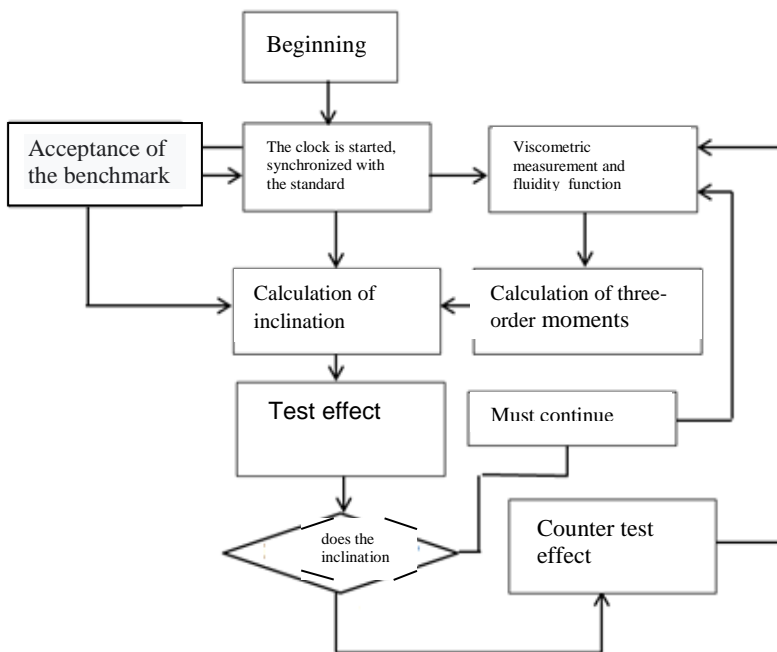 Beginning
Acceptance of
the benchmark
The clock is started,
synchronized with
the standard
Viscometric
measurement and
fluidity function
Calculation of
inclination
Calculation of three-
order moments
Test effect
Must continue
does the
inclination
Counter test
effect